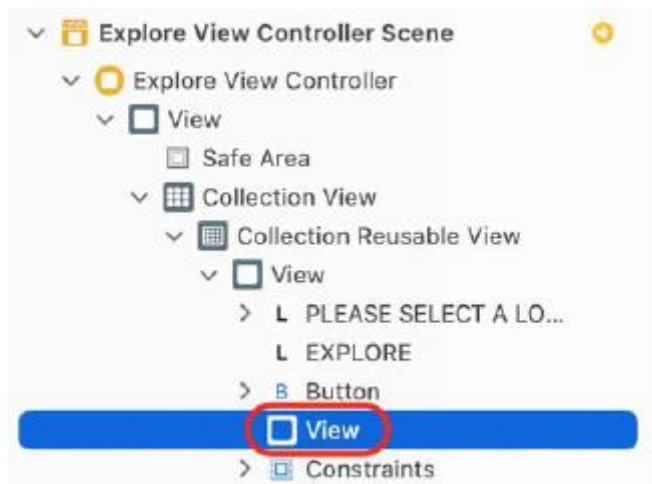 Explore View Controller Scene
Explore View Controller
View
Safe Area
Collection View
Collection Reusable View
View
L PLEASE SELECT A LO...
L EXPLORE
B Button
View
Constraints